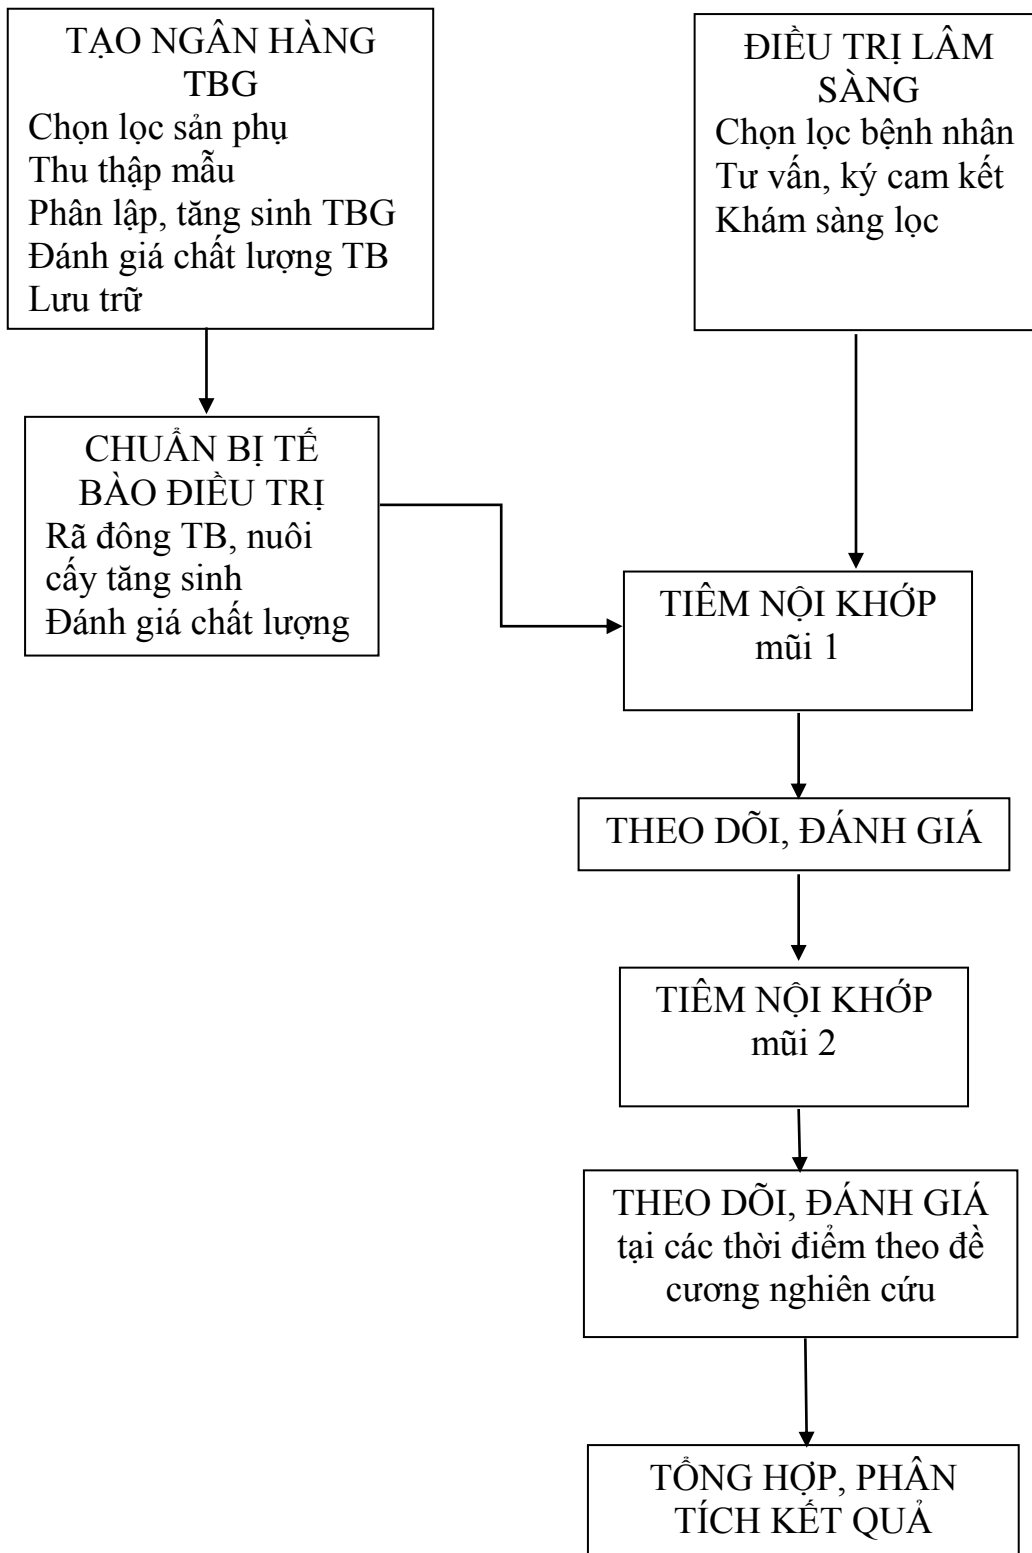 TẠO NGÂN HÀNG
TBG
Chọn lọc sản phụ
Thu thập mẫu
Phân lập, tăng sinh TBG
Đánh giá chất lượng TB
Lưu trữ
ĐIỀU TRỊ LÂM
SÀNG
Chọn lọc bệnh nhân
Tư vấn, ký cam kết
Khám sàng lọc
CHUẨN BỊ TẾ
BÀO ĐIỀU TRỊ
Rã đông TB, nuôi
cấy tăng sinh
Đánh giá chất lượng
TIÊM NỘI KHỚP
mũi 1
THEO DÕI, ĐÁNH GIÁ
TIÊM NỘI KHỚP
mũi 2
THEO DÕI, ĐÁNH GIÁ
tại các thời điểm theo đề
cương nghiên cứu
TỔNG HỢP, PHÂN
TÍCH KẾT QUẢ